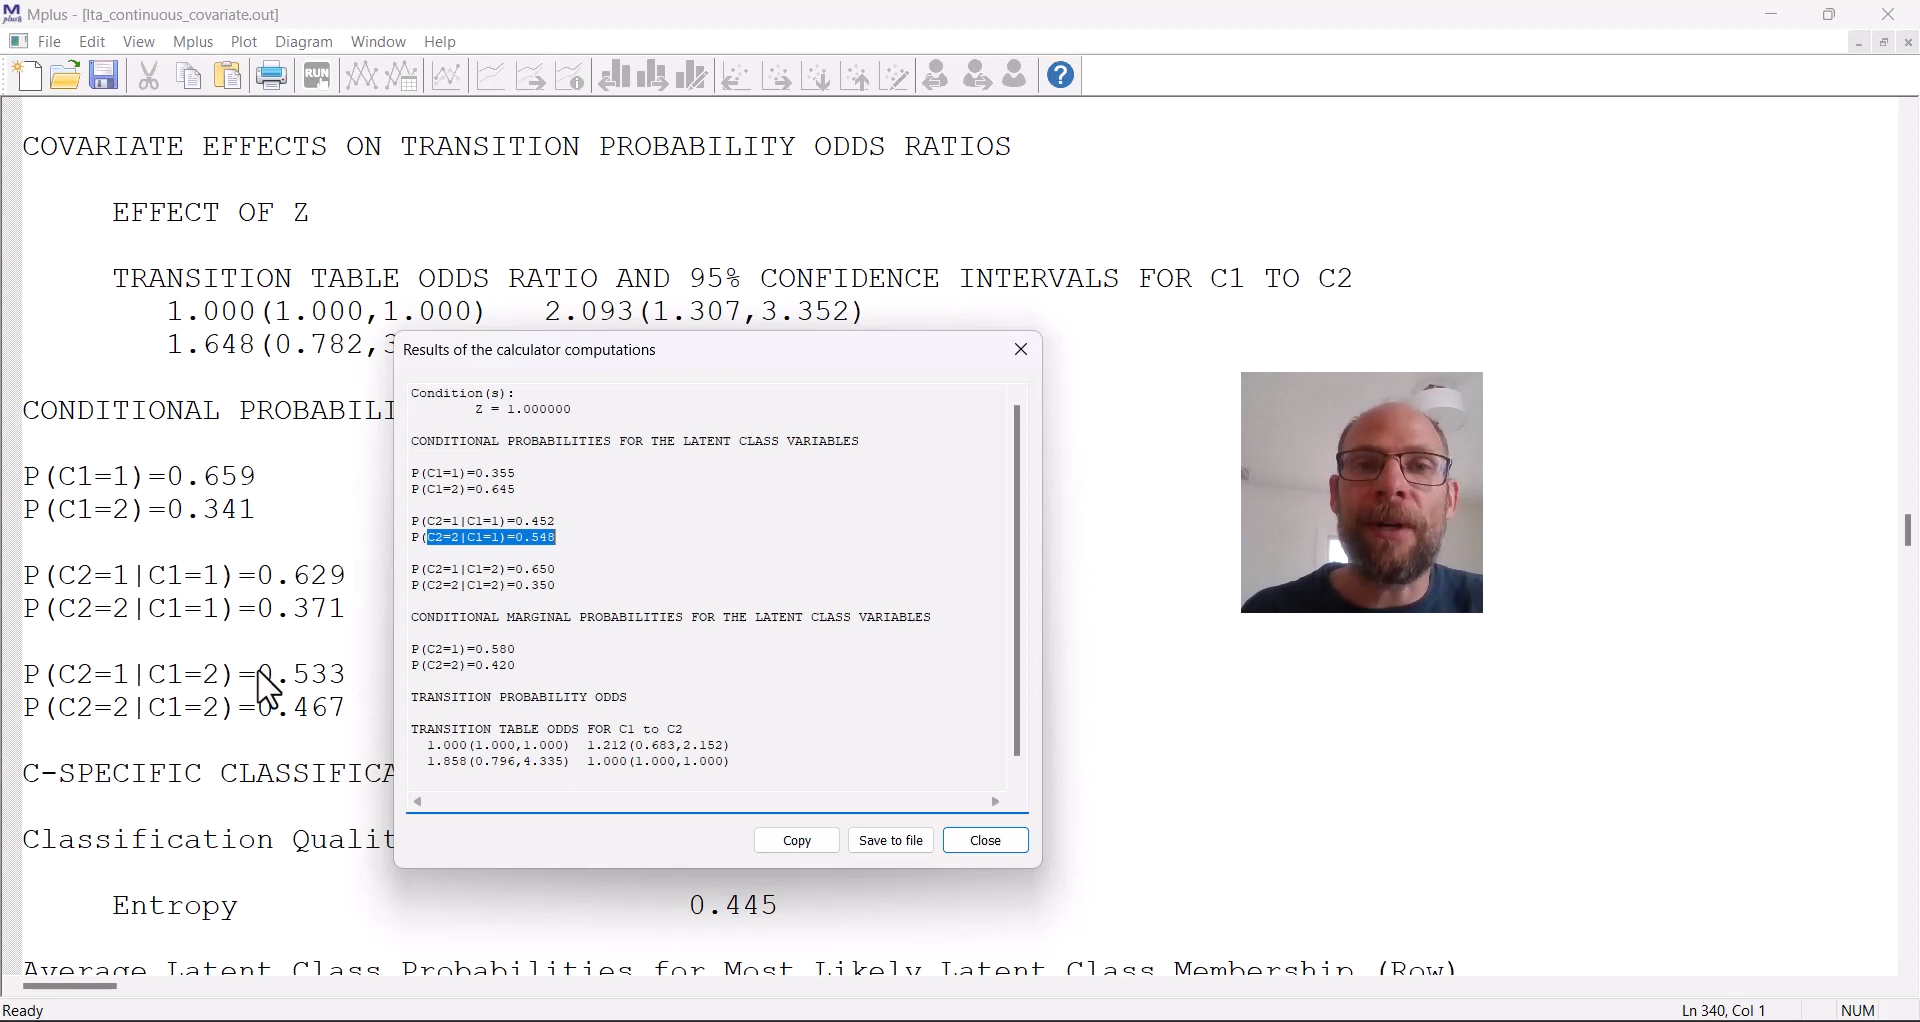 Mplus - [lta_continuous_covariate.out]
File Edit View Mplus Plot Diagram Window Help
RUN
COVARIATE EFFECTS ON TRANSITION PROBABILITY ODDS RATIOS
EFFECT OF Z
TRANSITION TABLE ODDS RATIO AND 95% CONFIDENCE INTERVALS FOR C1 TO C2
1.000(1.000,1.000) 2.093(1.307,3.352)
1.648(0.782,3
CONDITIONAL PROBABILI
P(C1=1)=0.659
P(C1=2)=0.341
P(C2=1|C1=1)=0.629
P(C2=2|C1=1)=0.371
P(C2=1|C1=2)=0.533
P(C2=2|C1=2)=0.467
C-SPECIFIC CLASSIFICA
Classification Qualit
Entropy 0.445
Average Latent Class Probabilities for Most Likely Latent Class Membership (Row)
Results of the calculator computations
Condition(s):
Z = 1.000000
CONDITIONAL PROBABILITIES FOR THE LATENT CLASS VARIABLES
P(C1=1)=0.355
P(C1=2)=0.645
P(C2=1|C1=1)=0.452
P(C2=2|C1=1)=0.548
P(C2=1|C1=2)=0.650
P(C2=2|C1=2)=0.350
CONDITIONAL MARGINAL PROBABILITIES FOR THE LATENT CLASS VARIABLES
P(C2=1)=0.580
P(C2=2)=0.420
TRANSITION PROBABILITY ODDS
TRANSITION TABLE ODDS FOR C1 to C2
1.000(1.000,1.000) 1.212(0.683,2.152)
1.858(0.796,4.335) 1.000(1.000,1.000)
Copy Save to file Close
Ready Ln 340, Col 1 NUM